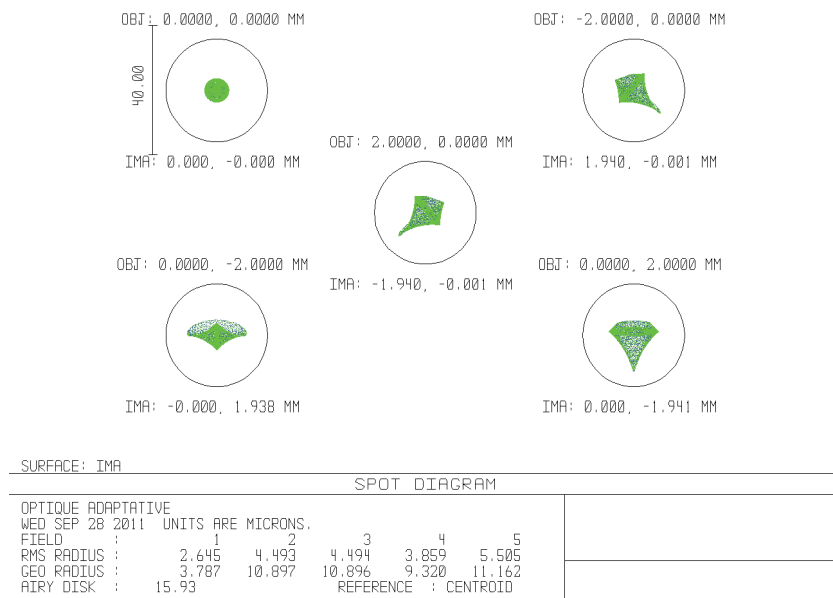 OBJ: 0.0000, 0.0000 MM
OBJ: -2.0000, 0.0000 MM
40.00
IMA: 0.000, -0.000 MM
IMA: 1.940, -0.001 MM
OBJ: 2.0000, 0.0000 MM
IMA: -1.940, -0.001 MM
OBJ: 0.0000, -2.0000 MM
OBJ: 0.0000, 2.0000 MM
IMA: -0.000, 1.938 MM
IMA: 0.000, -1.941 MM
SURFACE: IMA
SPOT DIAGRAM
OPTIQUE ADAPTATIVE
WED SEP 28 2011 UNITS ARE MICRONS.
FIELD : 1 2 3 4 5
RMS RADIUS : 2.645 4.493 4.494 3.859 5.505
GEO RADIUS : 3.787 10.897 10.896 9.320 11.162
AIRY DISK : 15.93 REFERENCE : CENTROID